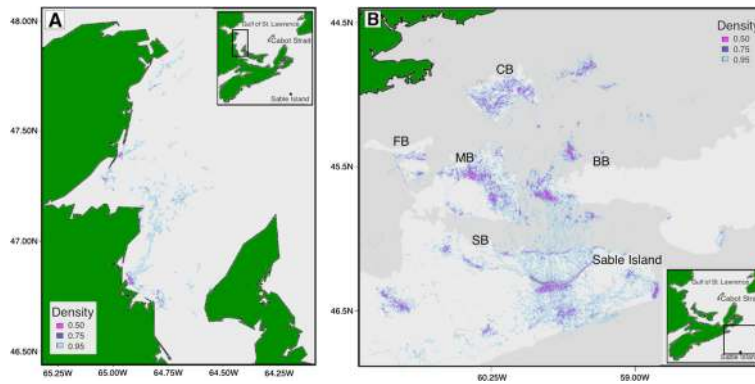 A
48.00N
47.50N
47.00N
46.50N
65.25W
65.00W
64.75W
64.50W
64.25W
Gulf of St. Lawrence
Cabot Strait
Sable Island
Density
0.50
0.75
0.95
B
44.5N
45.5N
46.5N
60.25W
59.00W
Density
0.50
0.75
0.95
CB
FB
MB
BB
SB
Sable Island
Gulf of St. Lawrence
Cabot Strait
Sable Island